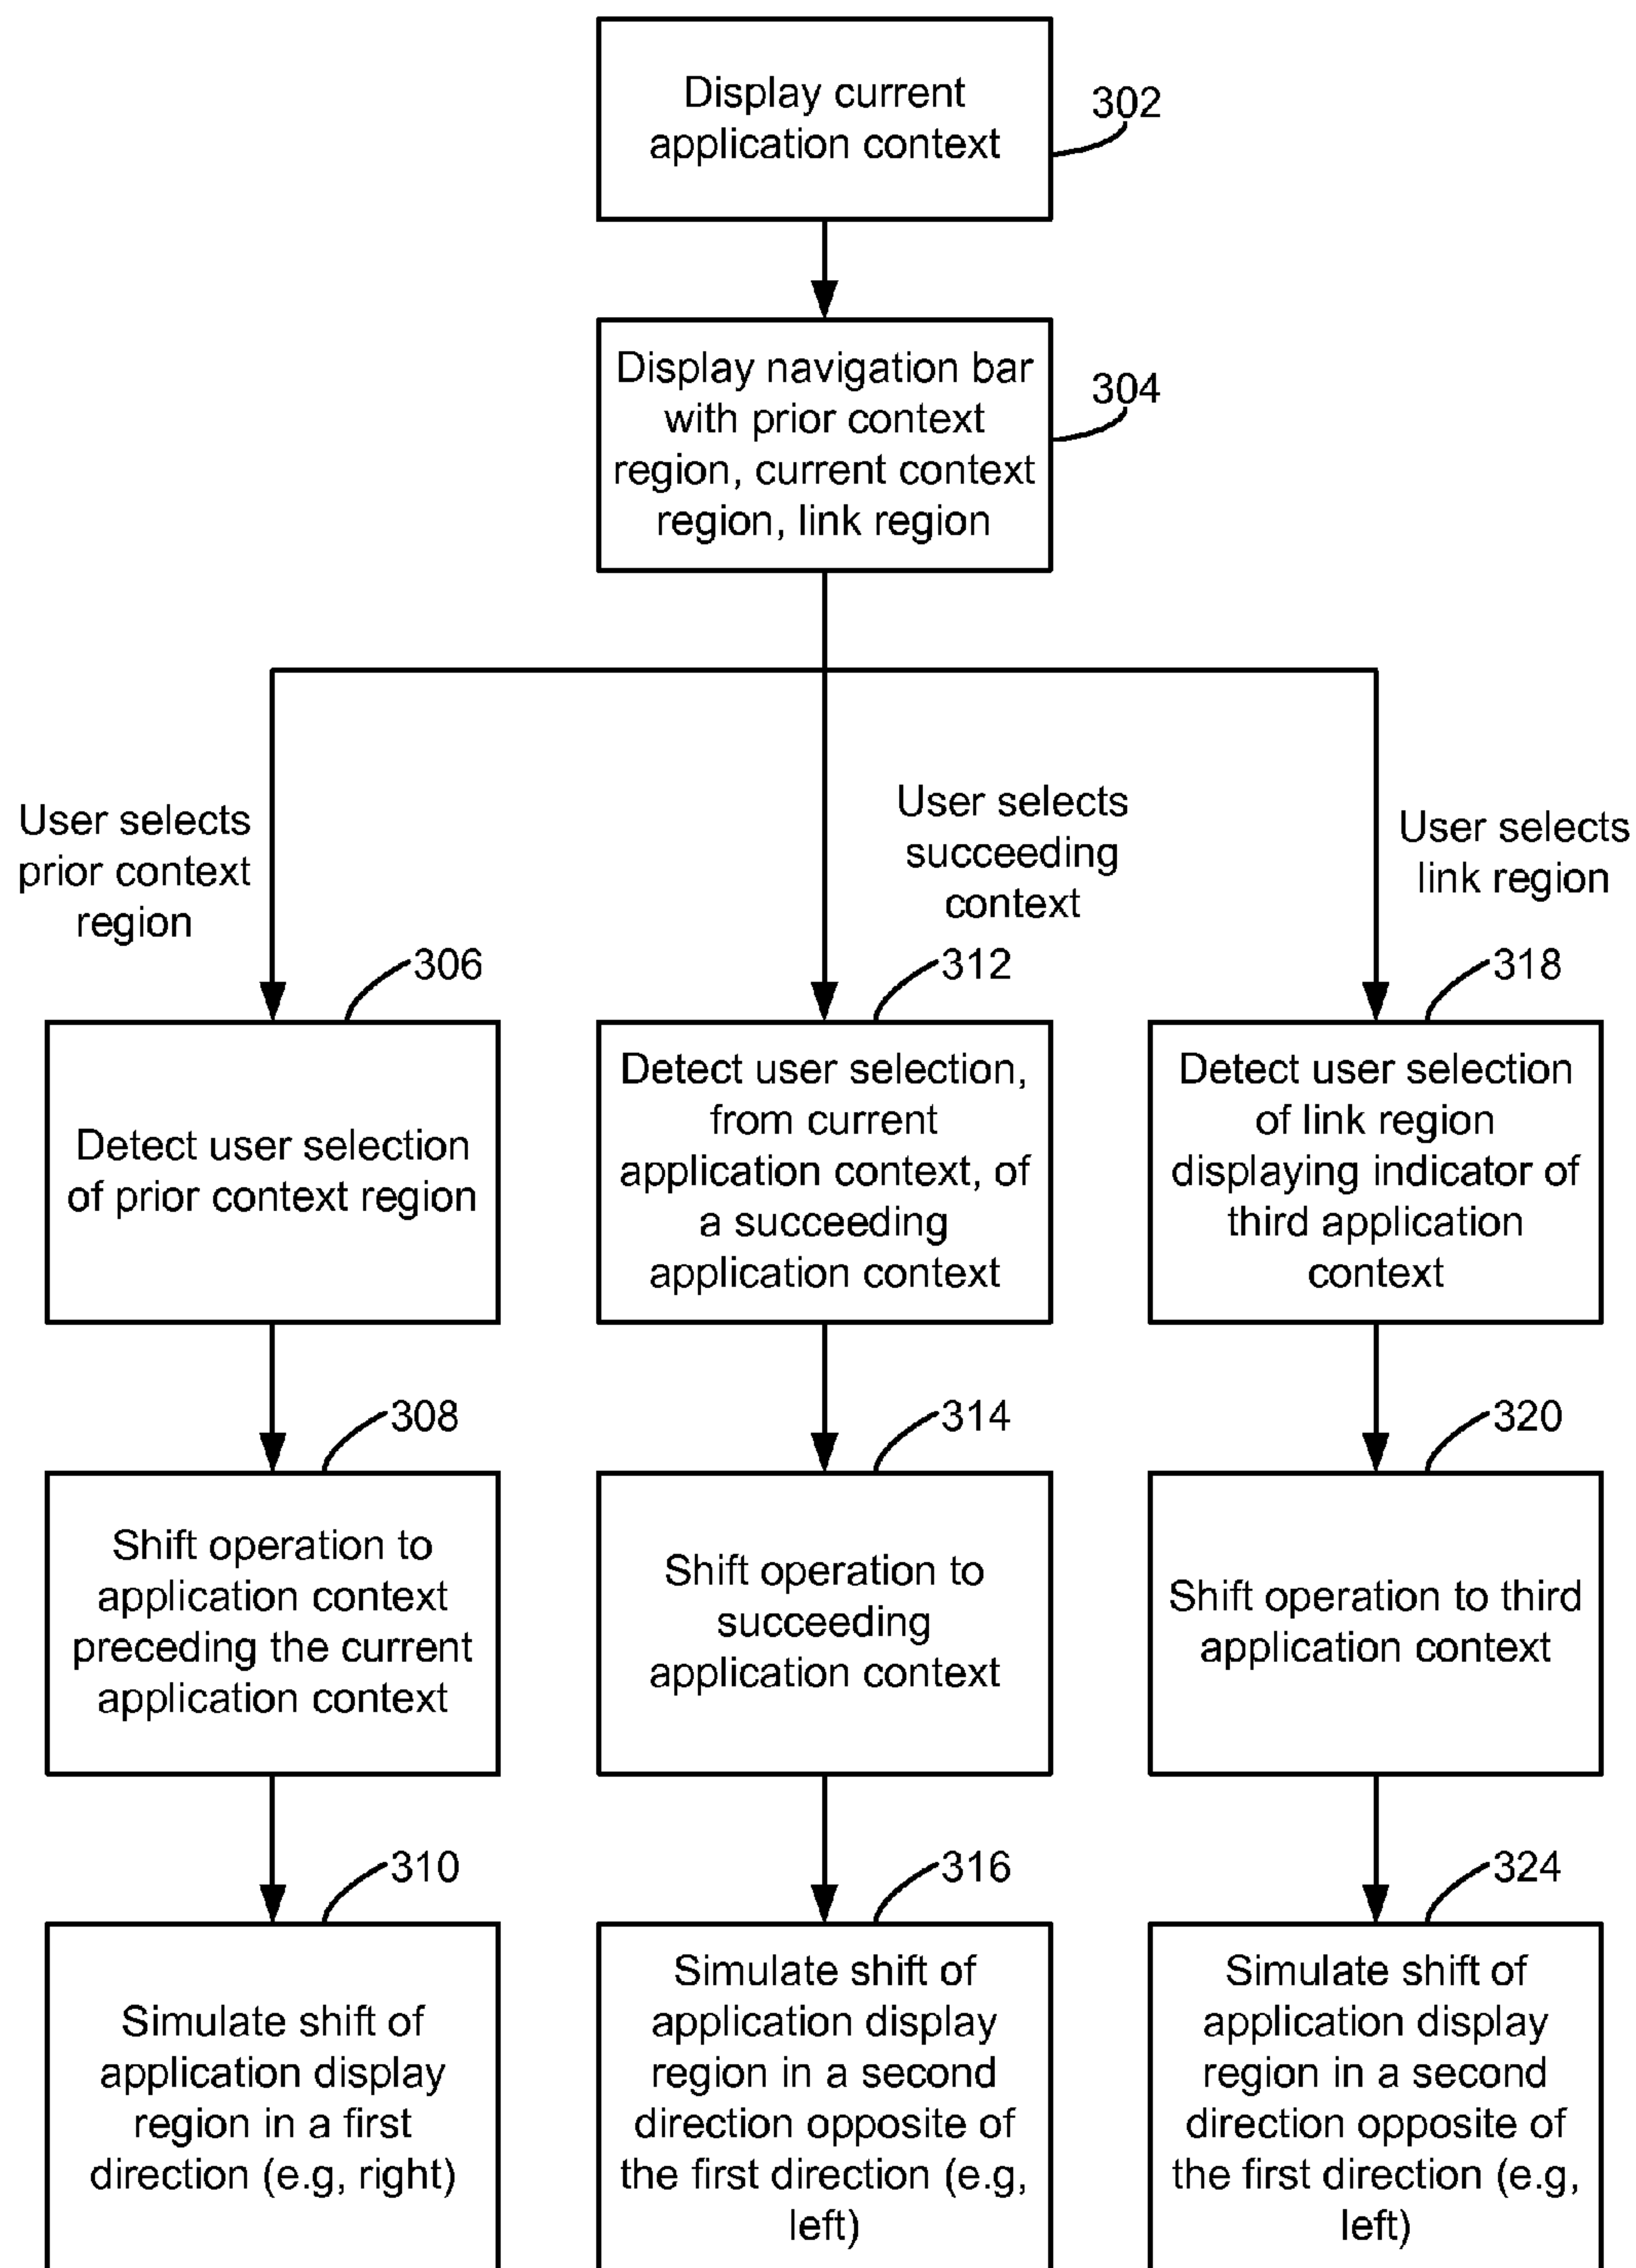 Display current
application context
302
Display navigation bar
with prior context
region, current context
region, link region
304
User selects
prior context
region
User selects
succeeding
context
User selects
link region
306
312
318
Detect user selection
of prior context region
Detect user selection,
from current
application context, of
a succeeding
application context
Detect user selection
of link region
displaying indicator of
third application
context
308
314
320
Shift operation to
application context
preceding the current
application context
Shift operation to
succeeding
application context
Shift operation to third
application context
310
316
324
Simulate shift of
application display
region in a first
direction (e.g, right)
Simulate shift of
application display
region in a second
direction opposite of
the first direction (e.g,
left)
Simulate shift of
application display
region in a second
direction opposite of
the first direction (e.g,
left)